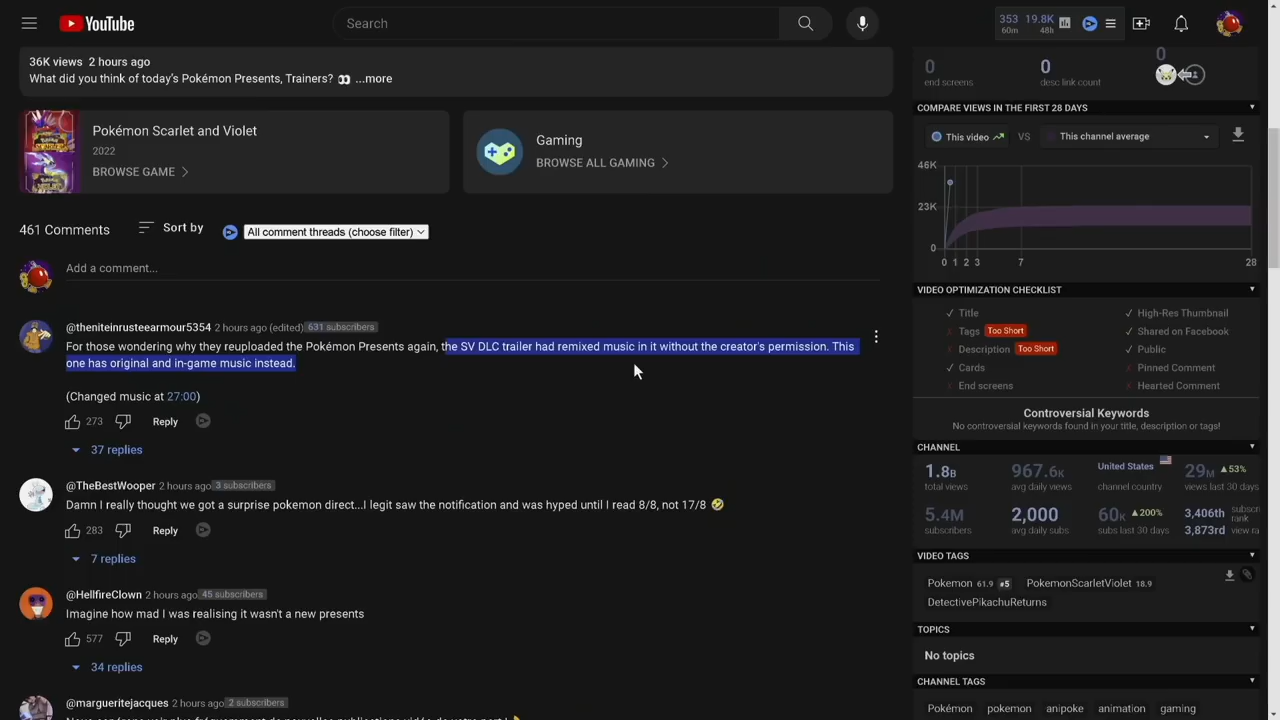 YouTube
Search
353
60m
19.8K
48h
36K views 2 hours ago
What did you think of today's Pokémon Presents, Trainers? 👀 ...more
Pokémon Scarlet and Violet
2022
BROWSE GAME
Gaming
BROWSE ALL GAMING
461 Comments
Sort by
All comment threads (choose filter)
Add a comment...
@theniteinrusteearmour5354 2 hours ago (edited) 631 subscribers
For those wondering why they reuploaded the Pokémon Presents again, the SV DLC trailer had remixed music in it without the creator's permission. This
one has original and in-game music instead.
(Changed music at 27:00)
273 Reply
37 replies
@TheBestWooper 2 hours ago 3 subscribers
Damn I really thought we got a surprise pokemon direct...I legit saw the notification and was hyped until I read 8/8, not 17/8 🤣
283 Reply
7 replies
@HellfireClown 2 hours ago 45 subscribers
Imagine how mad I was realising it wasn't a new presents
577 Reply
34 replies
@margueritejacques 2 hours ago 2 subscribers
0
end screens
0
desc link count
0
COMPARE VIEWS IN THE FIRST 28 DAYS
This video VS This channel average
46K
23K
0
0 1 2 3 7 28
VIDEO OPTIMIZATION CHECKLIST
Title High-Res Thumbnail
Tags Too Short Shared on Facebook
Description Too Short Public
Cards Pinned Comment
End screens Hearted Comment
Controversial Keywords
No controversial keywords found in your title, description or tags!
CHANNEL
1.8B
total views
967.6K
avg daily views
United States
channel country
29M 53%
views last 30 days
5.4M
subscribers
2,000
avg daily subs
60K 200%
subs last 30 days
3,406th
3,873rd
rank
VIDEO TAGS
Pokemon 61.9 #5 PokemonScarletViolet 18.9
DetectivePikachuReturns
TOPICS
No topics
CHANNEL TAGS
Pokémon pokemon anipoke animation gaming